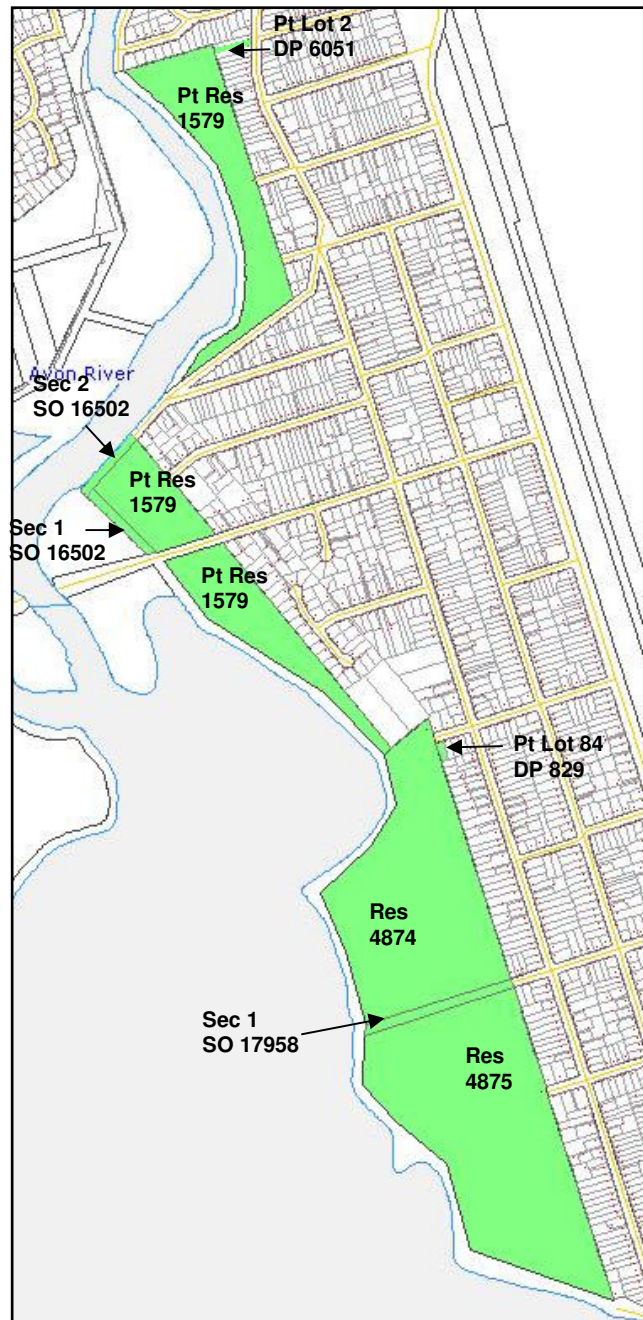 Pt Lot 2
DP 6051
Pt Res
1579
Avon River
Sec 2
SO 16502
Pt Res
1579
Sec 1
SO 16502
Pt Res
1579
Pt Lot 84
DP 829
Res
4874
Sec 1
SO 17958
Res
4875